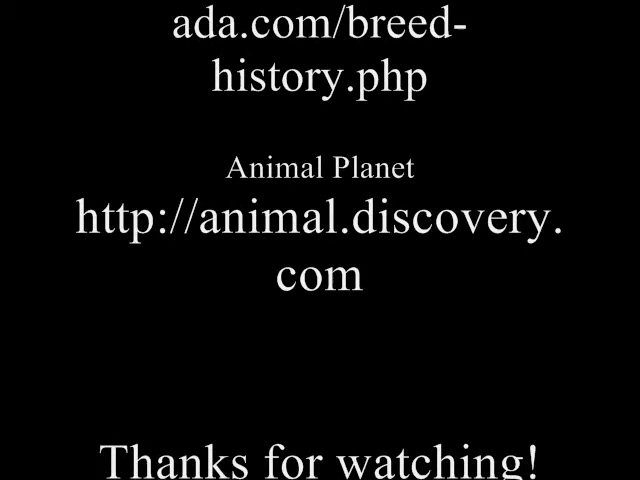 ada.com/breed-
history.php
Animal Planet
http://animal.discovery.
com
Thanks for watching!